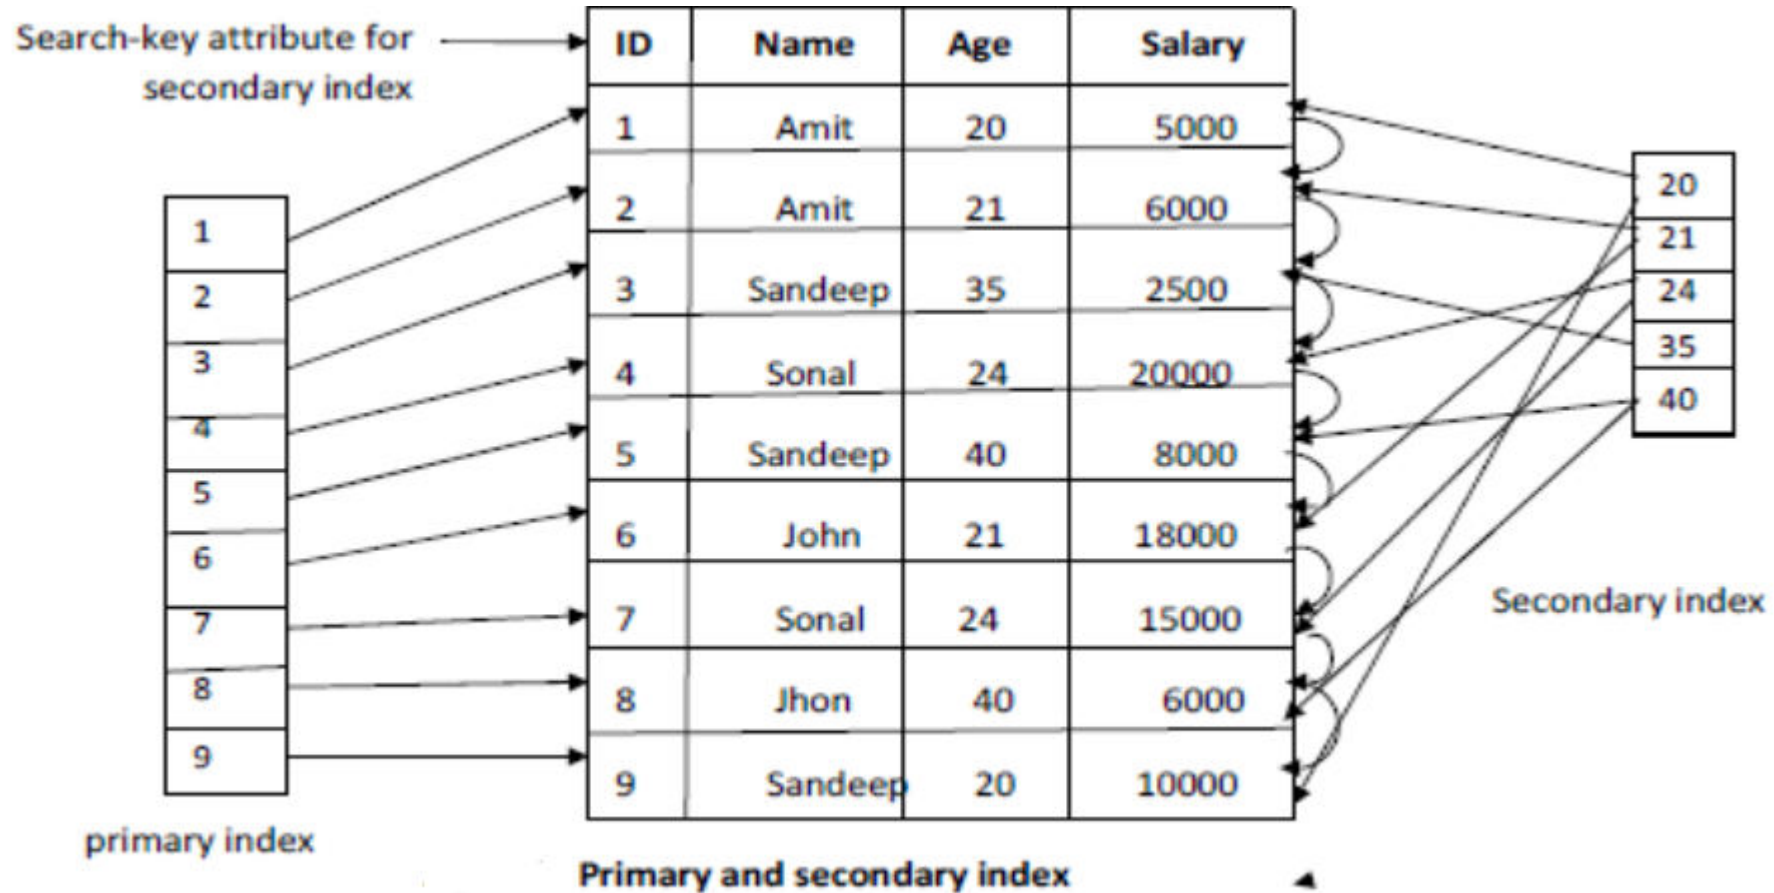 Search-key attribute for
secondary index
ID Name Age Salary
1 Amit 20 5000
2 Amit 21 6000
3 Sandeep 35 2500
4 Sonal 24 20000
5 Sandeep 40 8000
6 John 21 18000
7 Sonal 24 15000
8 Jhon 40 6000
9 Sandeep 20 10000
1
2
3
4
5
6
7
8
9
primary index
20
21
24
35
40
Secondary index
Primary and secondary index